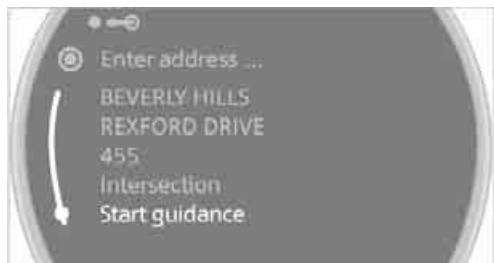 Enter address ...
BEVERLY HILLS
REXFORD DRIVE
455
Intersection
Start guidance